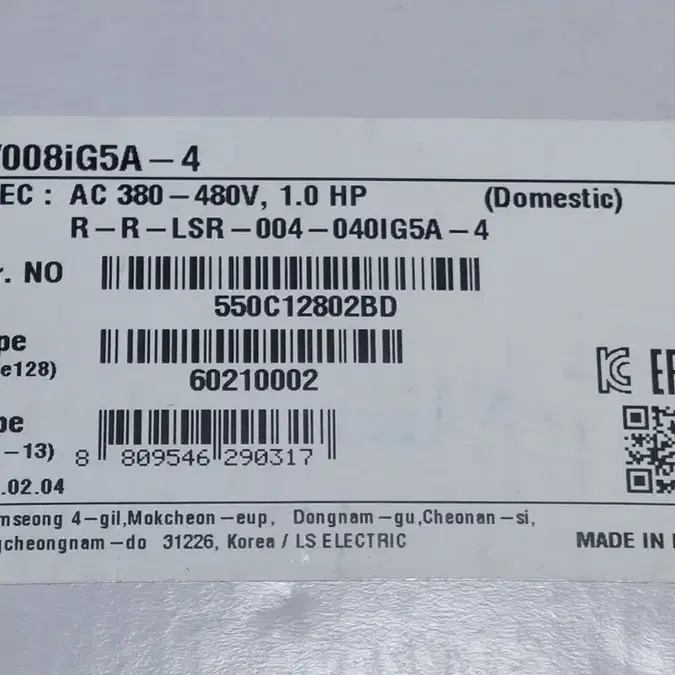 /008iG5A-4
EC : AC 380-480V, 1.0 HP (Domestic)
R-R-LSR-004-040IG5A-4
r. NO
550C12802BD
pe
e128)
60210002
pe
-13)
8 809546 290317
.02.04
mseong 4-gil,Mokcheon-eup, Dongnam-gu,Cheonan-si,
gcheongnam-do 31226, Korea / LS ELECTRIC
MADE IN